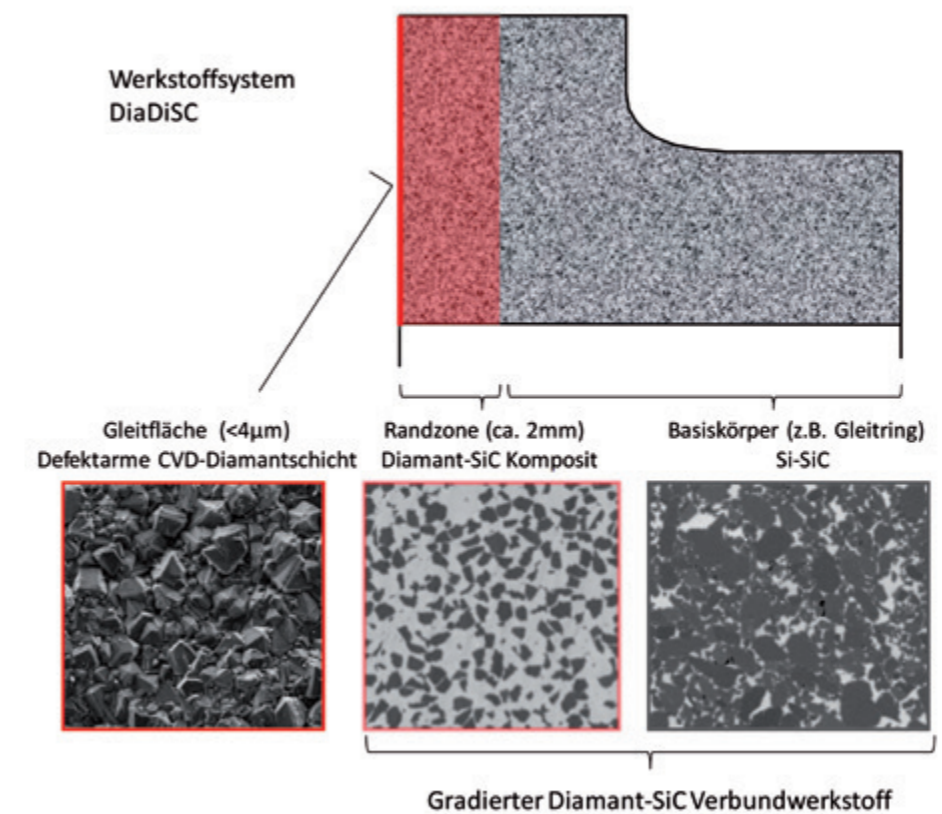 Werkstoffsystem
DiaDiSC
Gleitfläche (<4µm)
Defektarme CVD-Diamantschicht
Randzone (ca. 2mm)
Diamant-SiC Komposit
Basiskörper (z.B. Gleitring)
Si-SiC
Gradierter Diamant-SiC Verbundwerkstoff